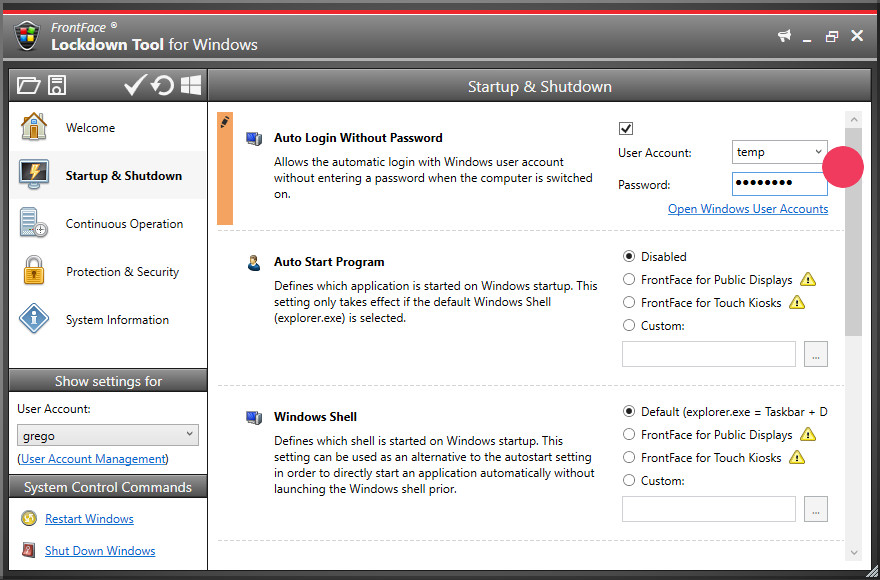 FrontFace ®
Lockdown Tool for Windows
Startup & Shutdown
Welcome
Startup & Shutdown
Continuous Operation
Protection & Security
System Information
Show settings for
User Account:
grego
(User Account Management)
System Control Commands
Restart Windows
Shut Down Windows
Auto Login Without Password
Allows the automatic login with Windows user account
without entering a password when the computer is switched
on.
User Account:
temp
Password:
●●●●●●●●
Open Windows User Accounts
Auto Start Program
Defines which application is started on Windows startup. This
setting only takes effect if the default Windows Shell
(explorer.exe) is selected.
Disabled
FrontFace for Public Displays
FrontFace for Touch Kiosks
Custom:
...
Windows Shell
Defines which shell is started on Windows startup. This
setting can be used as an alternative to the autostart setting
in order to directly start an application automatically without
launching the Windows shell prior.
Default (explorer.exe = Taskbar + D
FrontFace for Public Displays
FrontFace for Touch Kiosks
Custom:
...